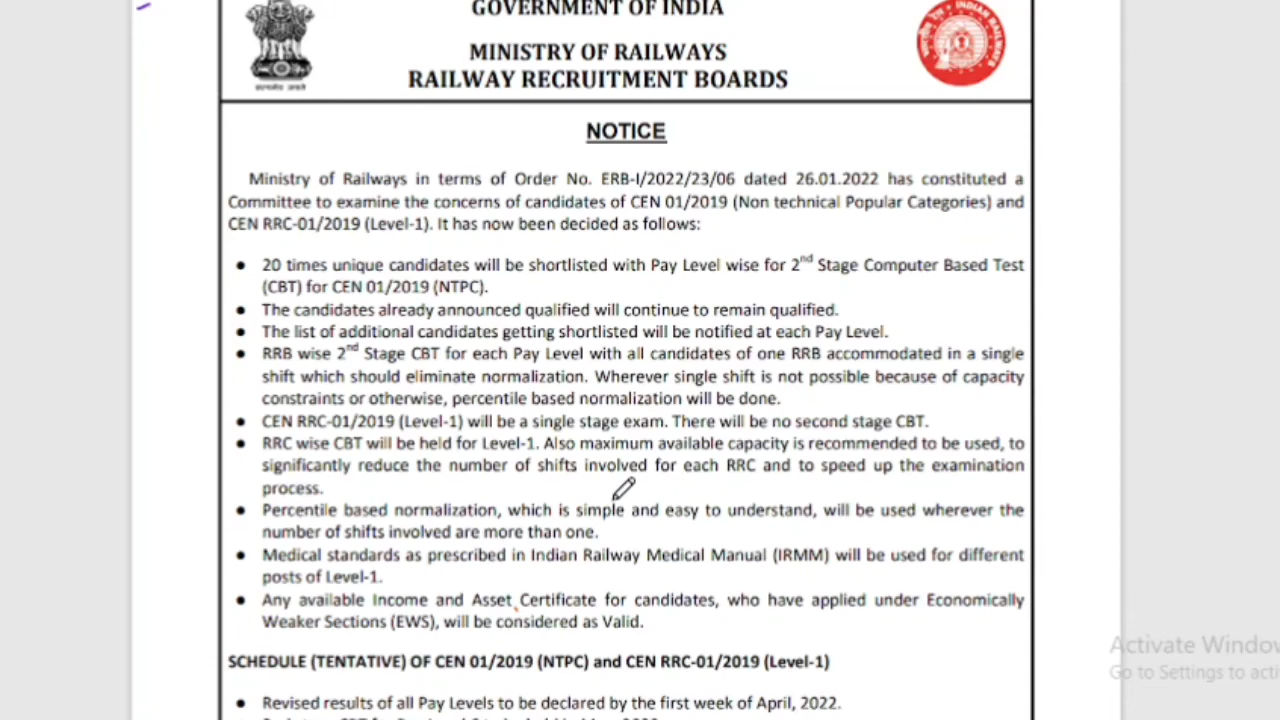 GOVERNMENT OF INDIA
MINISTRY OF RAILWAYS
RAILWAY RECRUITMENT BOARDS
NOTICE
Ministry of Railways in terms of Order No. ERB-I/2022/23/06 dated 26.01.2022 has constituted a
Committee to examine the concerns of candidates of CEN 01/2019 (Non technical Popular Categories) and
CEN RRC-01/2019 (Level-1). It has now been decided as follows:
• 20 times unique candidates will be shortlisted with Pay Level wise for 2nd Stage Computer Based Test
(CBT) for CEN 01/2019 (NTPC).
• The candidates already announced qualified will continue to remain qualified.
• The list of additional candidates getting shortlisted will be notified at each Pay Level.
• RRB wise 2nd Stage CBT for each Pay Level with all candidates of one RRB accommodated in a single
shift which should eliminate normalization. Wherever single shift is not possible because of capacity
constraints or otherwise, percentile based normalization will be done.
• CEN RRC-01/2019 (Level-1) will be a single stage exam. There will be no second stage CBT.
• RRC wise CBT will be held for Level-1. Also maximum available capacity is recommended to be used, to
significantly reduce the number of shifts involved for each RRC and to speed up the examination
process.
• Percentile based normalization, which is simple and easy to understand, will be used wherever the
number of shifts involved are more than one.
• Medical standards as prescribed in Indian Railway Medical Manual (IRMM) will be used for different
posts of Level-1.
• Any available Income and Asset Certificate for candidates, who have applied under Economically
Weaker Sections (EWS), will be considered as Valid.
SCHEDULE (TENTATIVE) OF CEN 01/2019 (NTPC) and CEN RRC-01/2019 (Level-1)
• Revised results of all Pay Levels to be declared by the first week of April, 2022.
Activate Window
Go to Settings to acti